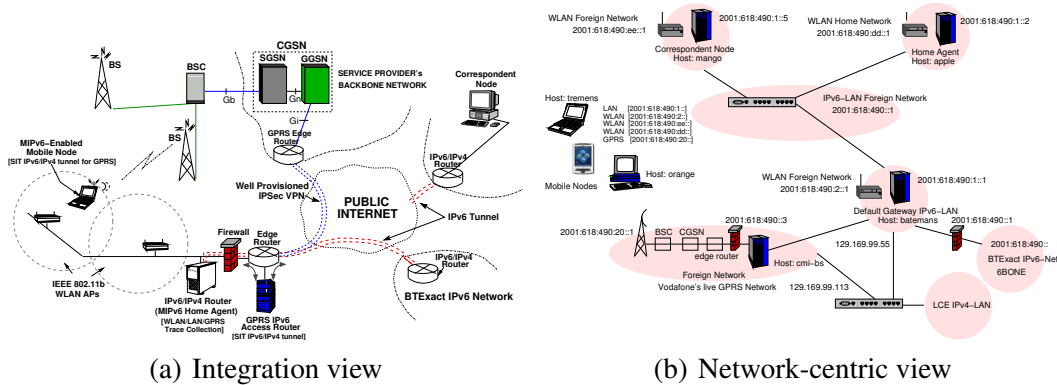 CGSN
SGSN
GGSN
BS
BSC
Gb
Gn
Gi
SERVICE PROVIDER's
BACKBONE NETWORK
Correspondent
Node
BS
GPRS Edge
Router
MIPv6-Enabled
Mobile Node
[SIT IPv6/IPv4 tunnel for GPRS]
IPv6/IPv4
Router
Well Provisioned
IPSec VPN
PUBLIC
INTERNET
IPv6 Tunnel
Firewall
Edge
Router
IPv6/IPv4
Router
IEEE 802.11b
WLAN APs
IPv6/IPv4 Router
(MIPv6 Home Agent)
[WLAN/LAN/GPRS
Trace Collection]
GPRS IPv6
Access Router
[SIT IPv6/IPv4 tunnel]
BTExact IPv6 Network
(a) Integration view
WLAN Foreign Network
2001:618:490:ee::1
2001:618:490:1::5
Correspondent Node
Host: mango
WLAN Home Network
2001:618:490:dd::1
2001:618:490:1::2
Home Agent
Host: apple
Host: tremens
LAN [2001:618:490:1::]
WLAN [2001:618:490:2::]
WLAN [2001:618:490:ee::]
WLAN [2001:618:490:dd::]
GPRS [2001:618:490:20::]
IPv6-LAN Foreign Network
2001:618:490::1
Mobile Nodes
Host: orange
WLAN Foreign Network
2001:618:490:2::1
2001:618:490:1::1
Default Gateway IPv6-LAN
Host: batemans
2001:618:490:20::1
BSC
CGSN
edge router
2001:618:490::3
Host: cmi-bs
Foreign Network
Vodafone's live GPRS Network
129.169.99.55
129.169.99.113
2001:618:490::1
2001:618:490::
BTExact IPv6-Net
6BONE
LCE IPv4-LAN
(b) Network-centric view